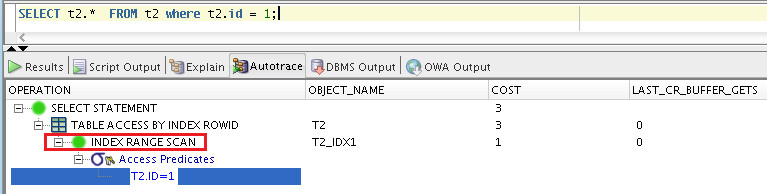 SELECT t2.*  FROM t2 where t2.id = 1;
Results Script Output Explain Autotrace DBMS Output OWA Output
OPERATION OBJECT_NAME COST LAST_CR_BUFFER_GETS
SELECT STATEMENT 3
TABLE ACCESS BY INDEX ROWID T2 3 0
INDEX RANGE SCAN T2_IDX1 1 0
Access Predicates
T2.ID=1